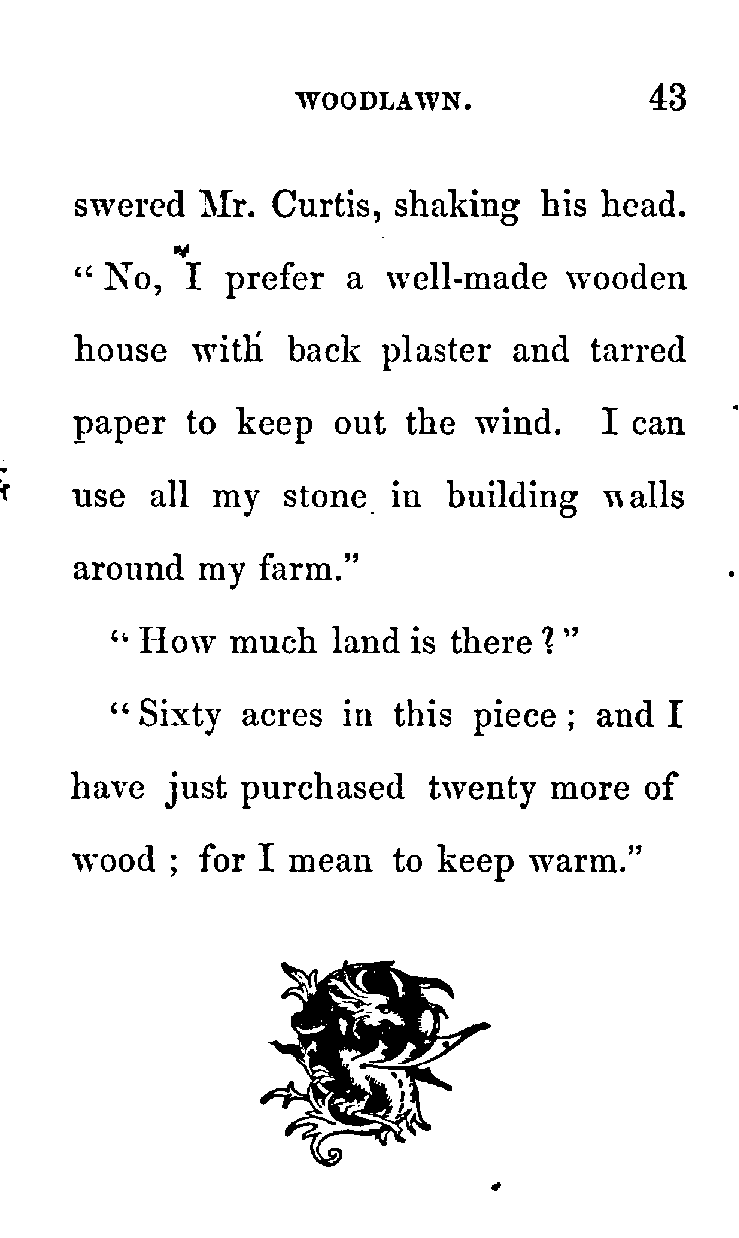 WOODLAWN. 43
swered Mr. Curtis, shaking his head.
“ No, I prefer a well-made wooden
house with back plaster and tarred
paper to keep out the wind. I can
use all my stone in building walls
around my farm.”
“ How much land is there ? ”
“ Sixty acres in this piece ; and I
have just purchased twenty more of
wood ; for I mean to keep warm.”